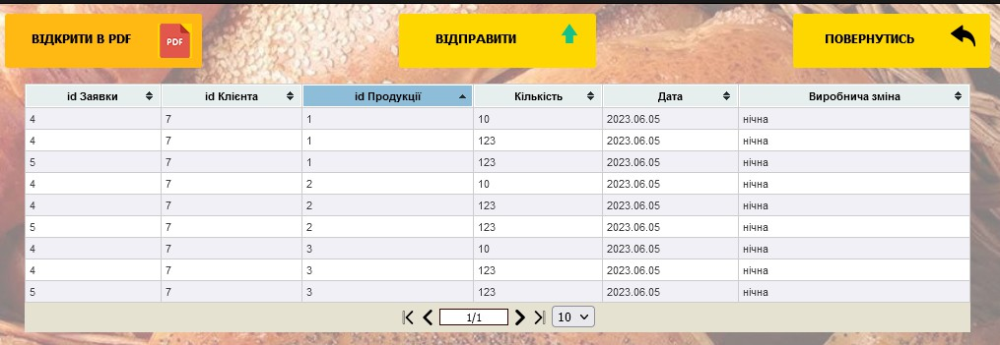 ВІДКРИТИ В PDF PDF ВІДПРАВИТИ ПОВЕРНУТИСЬ
id Заявки id Клієнта id Продукції Кількість Дата Виробнича зміна
4 7 1 10 2023.06.05 нічна
4 7 1 123 2023.06.05 нічна
5 7 1 123 2023.06.05 нічна
4 7 2 10 2023.06.05 нічна
4 7 2 123 2023.06.05 нічна
5 7 2 123 2023.06.05 нічна
4 7 3 10 2023.06.05 нічна
4 7 3 123 2023.06.05 нічна
5 7 3 123 2023.06.05 нічна
1/1 10